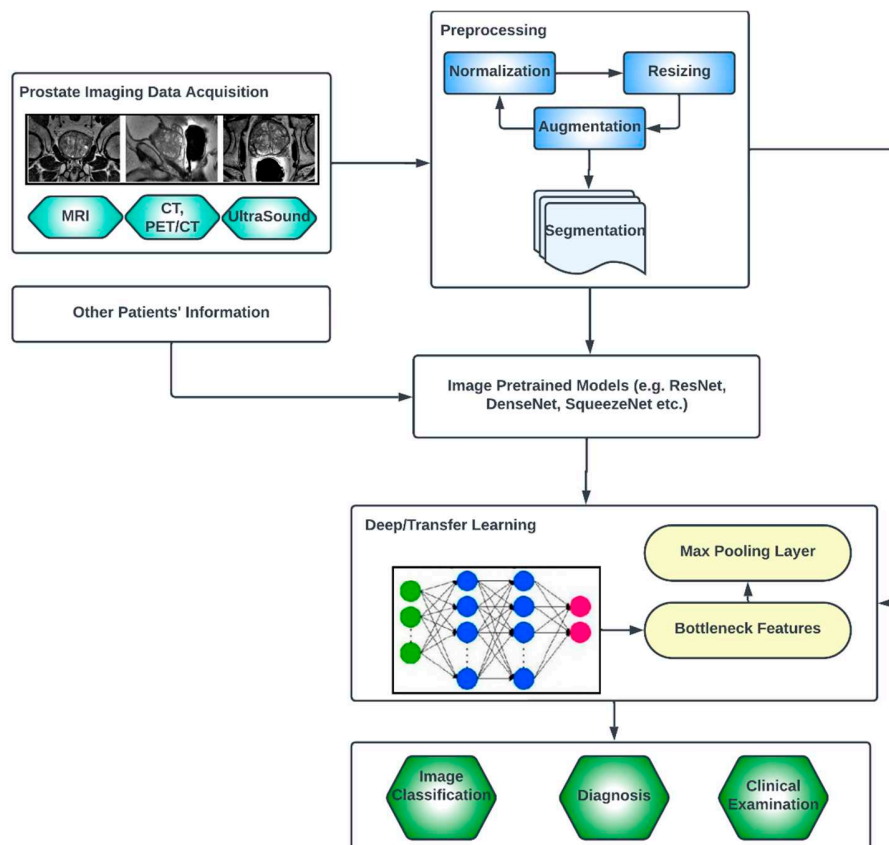 Prostate Imaging Data Acquisition
MRI
CT,
PET/CT
UltraSound
Preprocessing
Normalization
Resizing
Augmentation
Segmentation
Other Patients' Information
Image Pretrained Models (e.g. ResNet,
DenseNet, SqueezeNet etc.)
Deep/Transfer Learning
Max Pooling Layer
Bottleneck Features
Image
Classification
Diagnosis
Clinical
Examination